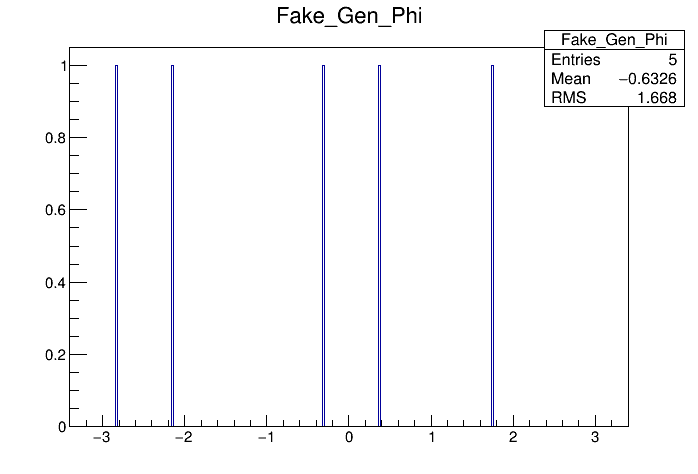 Fake_Gen_Phi
Fake_Gen_Phi
Entries 5
Mean −0.6326
RMS 1.668
1
0.8
0.6
0.4
0.2
0
−3 −2 −1 0 1 2 3